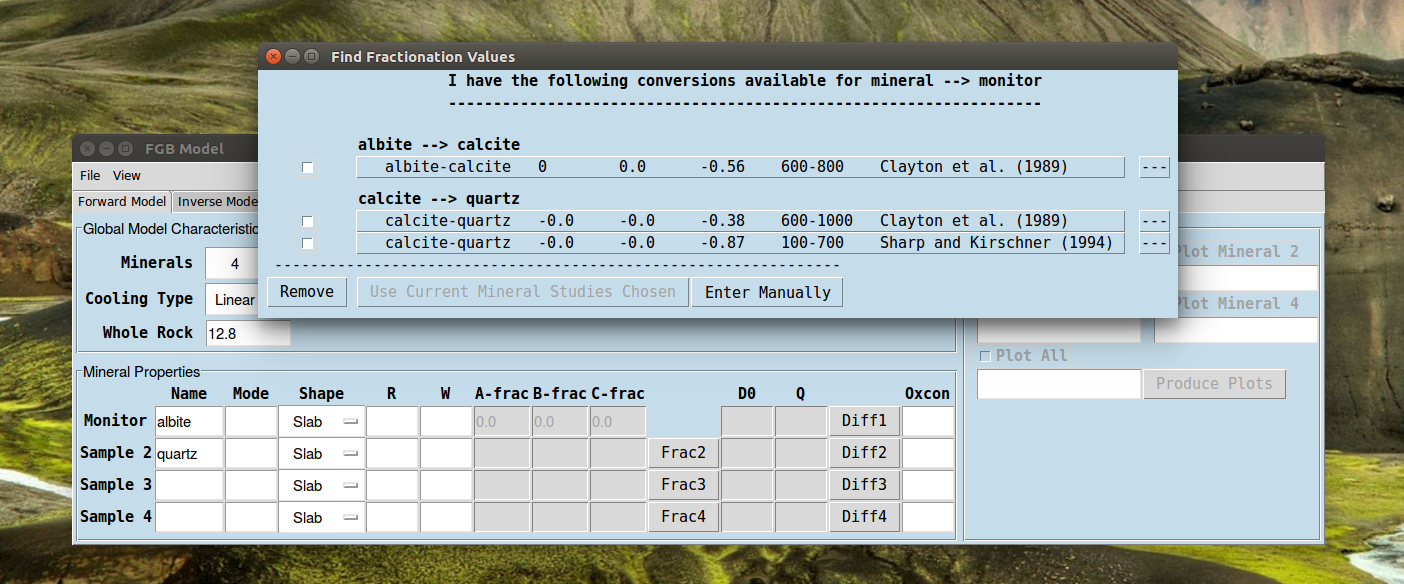 Find Fractionation Values
I have the following conversions available for mineral --> monitor
------------------------------------------------------------------
albite --> calcite
albite-calcite 0 0.0 -0.56 600-800 Clayton et al. (1989) ---
calcite --> quartz
calcite-quartz -0.0 -0.0 -0.38 600-1000 Clayton et al. (1989) ---
calcite-quartz -0.0 -0.0 -0.87 100-700 Sharp and Kirschner (1994) ---
---------------------------------------------------------------
Remove Use Current Mineral Studies Chosen Enter Manually
FGB Model
File View
Forward Model Inverse Mode
Global Model Characteristic
Minerals 4
Cooling Type Linear
Whole Rock 12.8
Plot Mineral 2
Plot Mineral 4
Plot All
Produce Plots
Mineral Properties
Name Mode Shape R W A-frac B-frac C-frac D0 Q Oxcon
Monitor albite Slab 0.0 0.0 0.0 Diff1
Sample 2 quartz Slab Frac2 Diff2
Sample 3 Slab Frac3 Diff3
Sample 4 Slab Frac4 Diff4